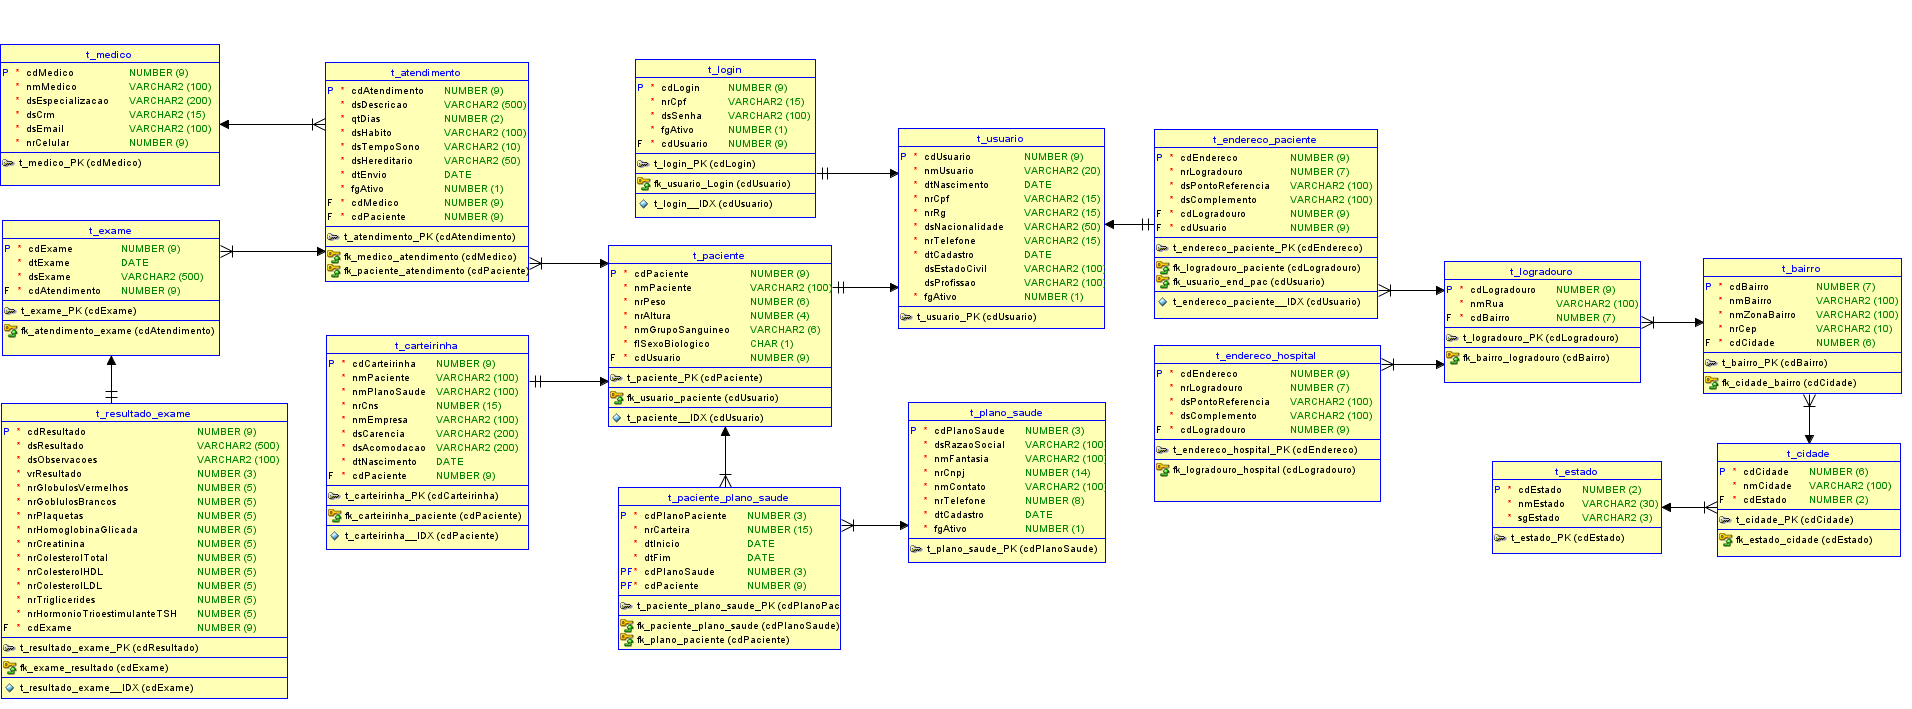 t_medico
P * cdMedico NUMBER (9)
* nmMedico VARCHAR2 (100)
* dsEspecializacao VARCHAR2 (200)
* dsCrm VARCHAR2 (15)
* dsEmail VARCHAR2 (100)
* nrCelular NUMBER (9)
t_medico_PK (cdMedico)
t_exame
P * cdExame NUMBER (9)
* dtExame DATE
* dsExame VARCHAR2 (500)
F * cdAtendimento NUMBER (9)
t_exame_PK (cdExame)
fk_atendimento_exame (cdAtendimento)
t_resultado_exame
P * cdResultado NUMBER (9)
* dsResultado VARCHAR2 (500)
* dsObservacoes VARCHAR2 (100)
* vrResultado NUMBER (3)
* nrGlobulosVermelhos NUMBER (5)
* nrGoblulosBrancos NUMBER (5)
* nrPlaquetas NUMBER (5)
* nrHomoglobinaGlicada NUMBER (5)
* nrCreatinina NUMBER (5)
* nrColesterolTotal NUMBER (5)
* nrColesterolHDL NUMBER (5)
* nrColesterolLDL NUMBER (5)
* nrTriglicerides NUMBER (5)
* nrHormonioTrioestimulanteTSH NUMBER (5)
F * cdExame NUMBER (9)
t_resultado_exame_PK (cdResultado)
fk_exame_resultado (cdExame)
t_resultado_exame__IDX (cdExame)
t_atendimento
P * cdAtendimento NUMBER (9)
* dsDescricao VARCHAR2 (500)
* qtDias NUMBER (2)
* dsHabito VARCHAR2 (100)
* dsTempoSono VARCHAR2 (10)
* dsHereditario VARCHAR2 (50)
* dtEnvio DATE
* fgAtivo NUMBER (1)
F * cdMedico NUMBER (9)
F * cdPaciente NUMBER (9)
t_atendimento_PK (cdAtendimento)
fk_medico_atendimento (cdMedico)
fk_paciente_atendimento (cdPaciente)
t_carteirinha
P * cdCarteirinha NUMBER (9)
* nmPaciente VARCHAR2 (100)
* nmPlanoSaude VARCHAR2 (100)
* nrCns NUMBER (15)
* nmEmpresa VARCHAR2 (100)
* dsCarencia VARCHAR2 (200)
* dsAcomodacao VARCHAR2 (200)
* dtNascimento DATE
F * cdPaciente NUMBER (9)
t_carteirinha_PK (cdCarteirinha)
fk_carteirinha_paciente (cdPaciente)
t_carteirinha__IDX (cdPaciente)
t_login
P * cdLogin NUMBER (9)
* nrCpf VARCHAR2 (15)
* dsSenha VARCHAR2 (100)
* fgAtivo NUMBER (1)
F * cdUsuario NUMBER (9)
t_login_PK (cdLogin)
fk_usuario_Login (cdUsuario)
t_login__IDX (cdUsuario)
t_paciente
P * cdPaciente NUMBER (9)
* nmPaciente VARCHAR2 (100)
* nrPeso NUMBER (6)
* nrAltura NUMBER (4)
* nmGrupoSanguineo VARCHAR2 (6)
* flSexoBiologico CHAR (1)
F * cdUsuario NUMBER (9)
t_paciente_PK (cdPaciente)
fk_usuario_paciente (cdUsuario)
t_paciente__IDX (cdUsuario)
t_paciente_plano_saude
P * cdPlanoPaciente NUMBER (3)
* nrCarteira NUMBER (15)
* dtInicio DATE
* dtFim DATE
PF* cdPlanoSaude NUMBER (3)
PF* cdPaciente NUMBER (9)
t_paciente_plano_saude_PK (cdPlanoPac
fk_paciente_plano_saude (cdPlanoSaude)
fk_plano_paciente (cdPaciente)
t_usuario
P * cdUsuario NUMBER (9)
* nmUsuario VARCHAR2 (20)
* dtNascimento DATE
* nrCpf VARCHAR2 (15)
* nrRg VARCHAR2 (15)
* dsNacionalidade VARCHAR2 (50)
* nrTelefone VARCHAR2 (15)
* dtCadastro DATE
dsEstadoCivil VARCHAR2 (100)
dsProfissao VARCHAR2 (100)
* fgAtivo NUMBER (1)
t_usuario_PK (cdUsuario)
t_plano_saude
P * cdPlanoSaude NUMBER (3)
* dsRazaoSocial VARCHAR2 (100)
* nmFantasia VARCHAR2 (100)
* nrCnpj NUMBER (14)
* nmContato VARCHAR2 (100)
* nrTelefone NUMBER (8)
* dtCadastro DATE
* fgAtivo NUMBER (1)
t_plano_saude_PK (cdPlanoSaude)
t_endereco_paciente
P * cdEndereco NUMBER (9)
* nrLogradouro NUMBER (7)
* dsPontoReferencia VARCHAR2 (100)
* dsComplemento VARCHAR2 (100)
F * cdLogradouro NUMBER (9)
F * cdUsuario NUMBER (9)
t_endereco_paciente_PK (cdEndereco)
fk_logradouro_paciente (cdLogradouro)
fk_usuario_end_pac (cdUsuario)
t_endereco_paciente__IDX (cdUsuario)
t_endereco_hospital
P * cdEndereco NUMBER (9)
* nrLogradouro NUMBER (7)
* dsPontoReferencia VARCHAR2 (100)
* dsComplemento VARCHAR2 (100)
F * cdLogradouro NUMBER (9)
t_endereco_hospital_PK (cdEndereco)
fk_logradouro_hospital (cdLogradouro)
t_logradouro
P * cdLogradouro NUMBER (9)
* nmRua VARCHAR2 (100)
F * cdBairro NUMBER (7)
t_logradouro_PK (cdLogradouro)
fk_bairro_logradouro (cdBairro)
t_bairro
P * cdBairro NUMBER (7)
* nmBairro VARCHAR2 (100)
* nmZonaBairro VARCHAR2 (100)
* nrCep VARCHAR2 (10)
F * cdCidade NUMBER (6)
t_bairro_PK (cdBairro)
fk_cidade_bairro (cdCidade)
t_estado
P * cdEstado NUMBER (2)
* nmEstado VARCHAR2 (30)
* sgEstado VARCHAR2 (3)
t_estado_PK (cdEstado)
t_cidade
P * cdCidade NUMBER (6)
* nmCidade VARCHAR2 (100)
F * cdEstado NUMBER (2)
t_cidade_PK (cdCidade)
fk_estado_cidade (cdEstado)